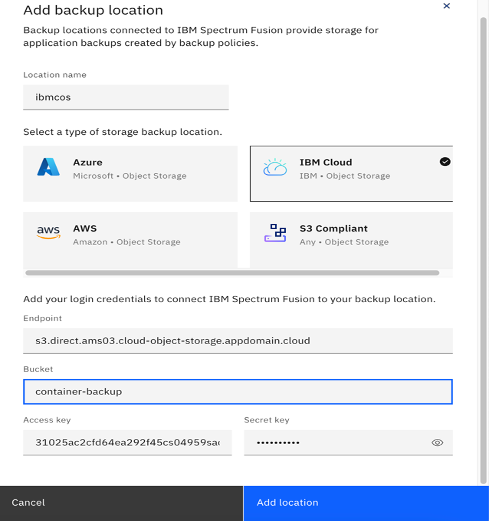 Add backup location
Backup locations connected to IBM Spectrum Fusion provide storage for
application backups created by backup policies.
Location name
ibmcos
Select a type of storage backup location.
Azure
Microsoft • Object Storage
IBM Cloud
IBM • Object Storage
aws
AWS
Amazon • Object Storage
S3 Compliant
Any • Object Storage
Add your login credentials to connect IBM Spectrum Fusion to your backup location.
Endpoint
s3.direct.ams03.cloud-object-storage.appdomain.cloud
Bucket
container-backup
Access key
Secret key
31025ac2cfd64ea292f45cs04959sac
••••••••••
Cancel
Add location